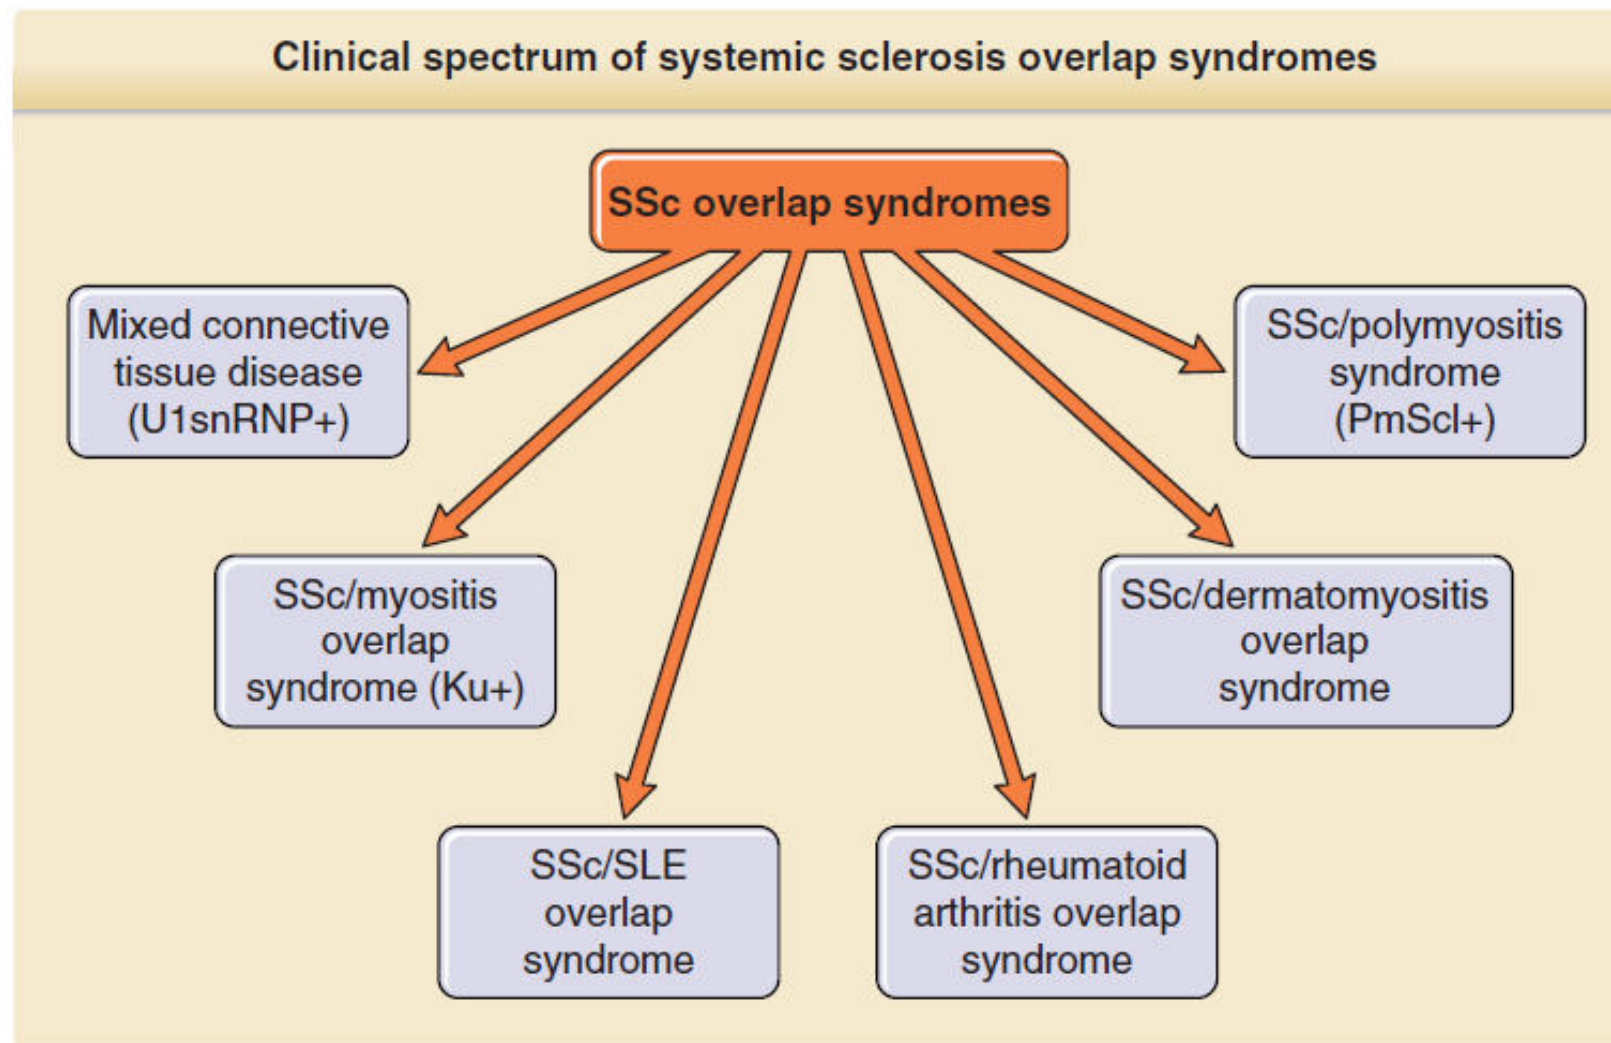 Clinical spectrum of systemic sclerosis overlap syndromes
SSc overlap syndromes
Mixed connective
tissue disease
(U1snRNP+)
SSc/polymyositis
syndrome
(PmScl+)
SSc/myositis
overlap
syndrome (Ku+)
SSc/dermatomyositis
overlap
syndrome
SSc/SLE
overlap
syndrome
SSc/rheumatoid
arthritis overlap
syndrome